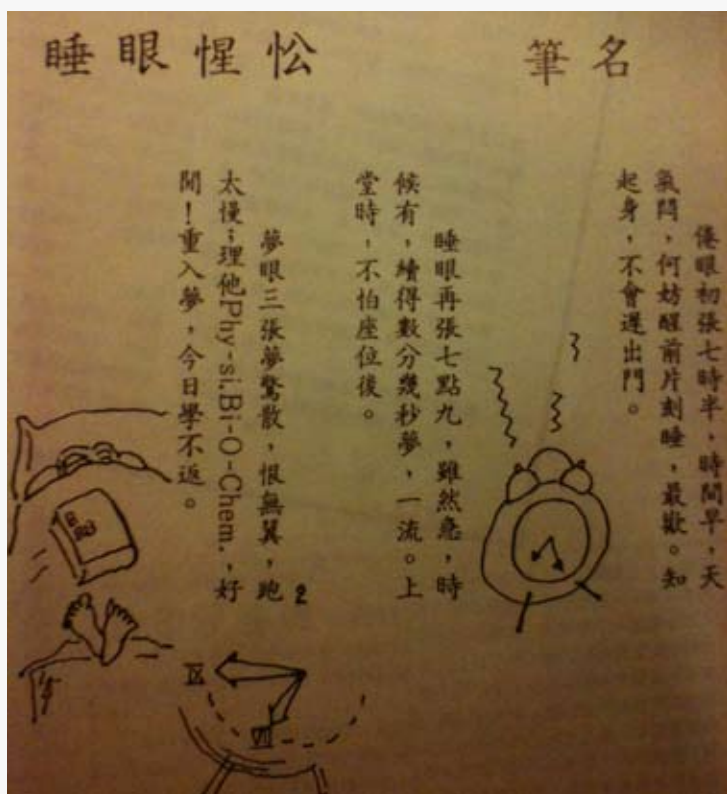 睡眼惺忪
筆名
倦眼初張七時半，時間早，天
氣悶，何妨醒前片刻睡，最歡。知
起身，不會遲出門。
睡眼再張七點九，雖然急，時
候有，續得數分幾秒夢，一流。上
堂時，不怕座位後。
夢眼三張夢驚散，恨無翼，跑
太慢；理他Phy-si.Bi-O-Chem.，好
閒！重入夢，今日學不返。
2
IX